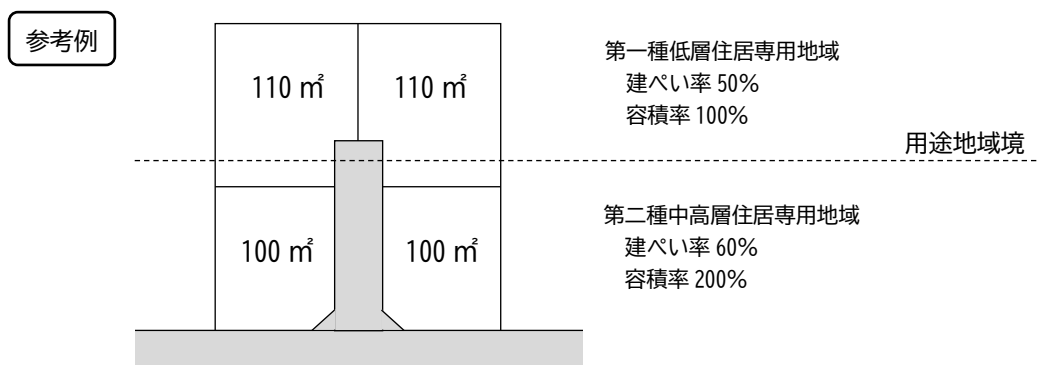 参考例
110 ㎡
110 ㎡
第一種低層住居専用地域
建ぺい率 50%
容積率 100%
用途地域境
100 ㎡
100 ㎡
第二種中高層住居専用地域
建ぺい率 60%
容積率 200%